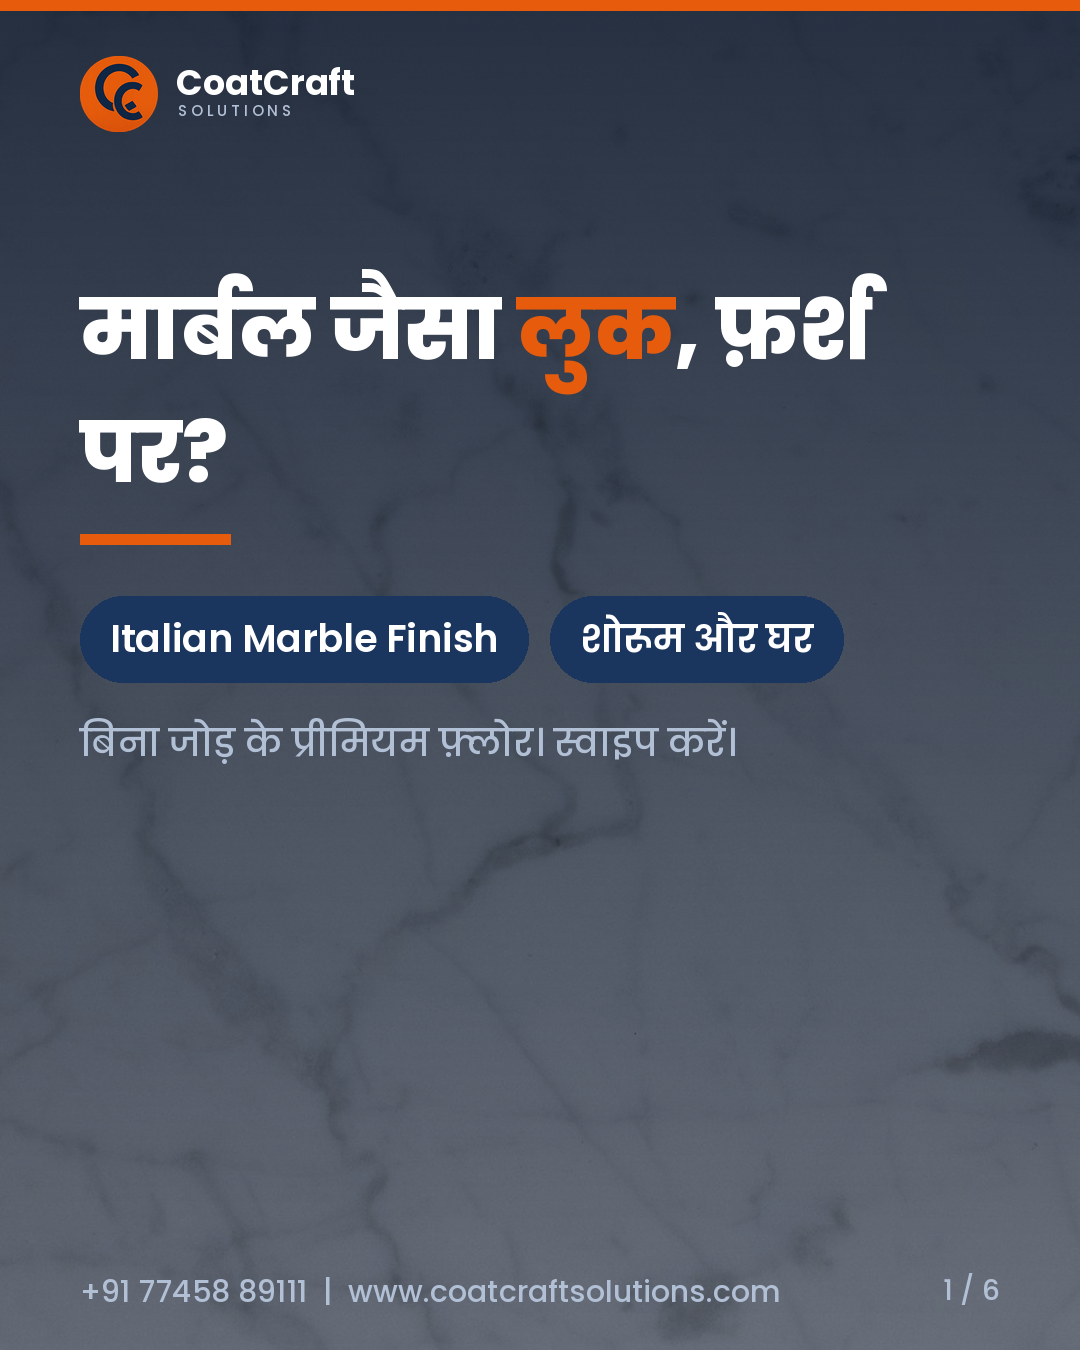 CoatCraft
SOLUTIONS
मार्बल जैसा लुक, फ़र्श
पर?
Italian Marble Finish
शोरूम और घर
बिना जोड़ के प्रीमियम फ़्लोर। स्वाइप करें।
+91 77458 89111 | www.coatcraftsolutions.com
1 / 6